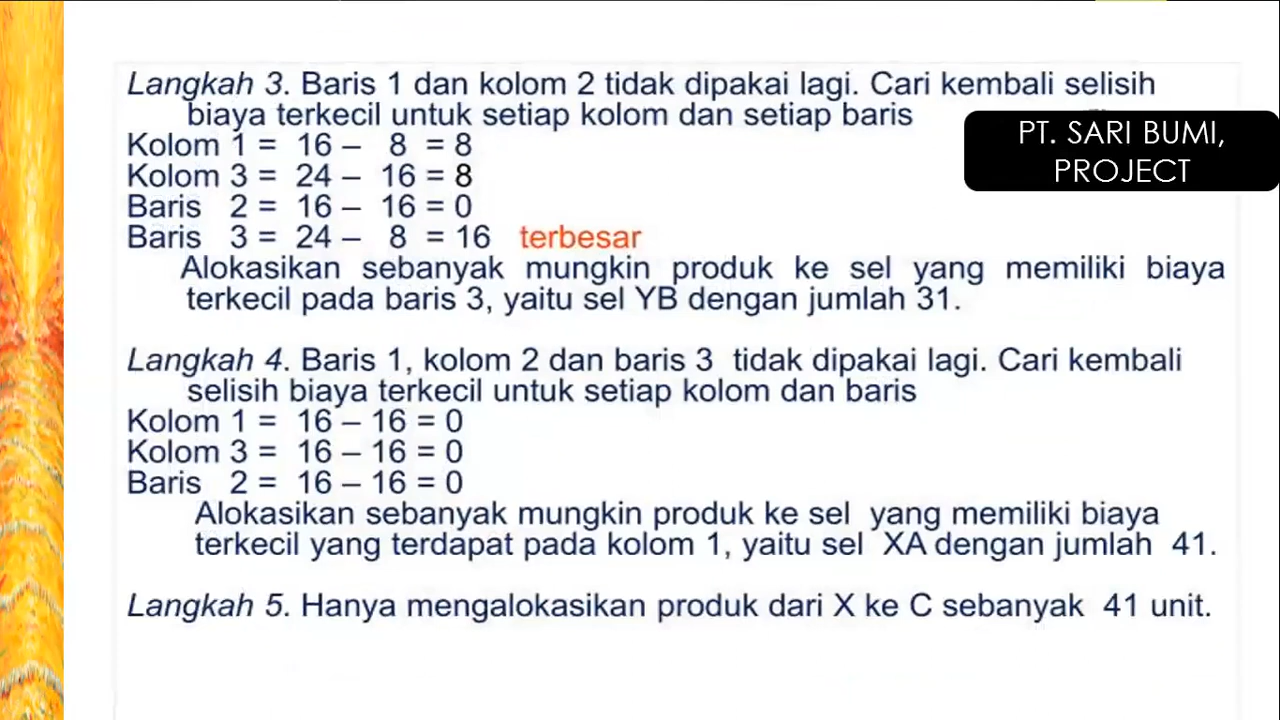 Langkah 3. Baris 1 dan kolom 2 tidak dipakai lagi. Cari kembali selisih
biaya terkecil untuk setiap kolom dan setiap baris
PT. SARI BUMI,
PROJECT
Kolom 1 = 16 – 8 = 8
Kolom 3 = 24 – 16 = 8
Baris 2 = 16 – 16 = 0
Baris 3 = 24 – 8 = 16 terbesar
Alokasikan sebanyak mungkin produk ke sel yang memiliki biaya
terkecil pada baris 3, yaitu sel YB dengan jumlah 31.
Langkah 4. Baris 1, kolom 2 dan baris 3 tidak dipakai lagi. Cari kembali
selisih biaya terkecil untuk setiap kolom dan baris
Kolom 1 = 16 – 16 = 0
Kolom 3 = 16 – 16 = 0
Baris 2 = 16 – 16 = 0
Alokasikan sebanyak mungkin produk ke sel yang memiliki biaya
terkecil yang terdapat pada kolom 1, yaitu sel XA dengan jumlah 41.
Langkah 5. Hanya mengalokasikan produk dari X ke C sebanyak 41 unit.